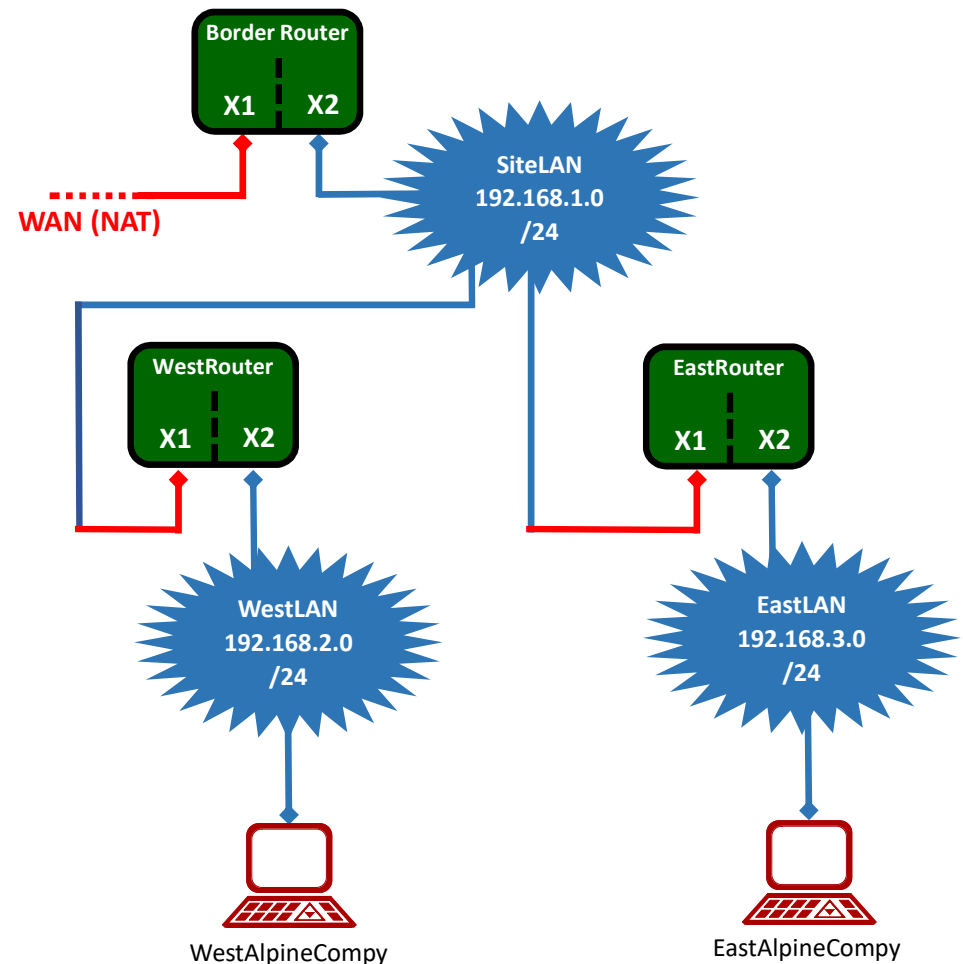 Border Router
X1 X2
SiteLAN
192.168.1.0
/24
WAN (NAT)
WestRouter
X1 X2
EastRouter
X1 X2
WestLAN
192.168.2.0
/24
EastLAN
192.168.3.0
/24
WestAlpineCompy
EastAlpineCompy